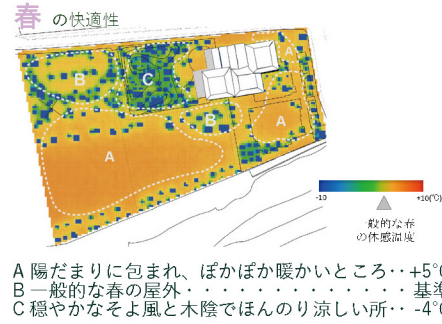 春 の快適性
A
B
C
B
A
A
-10 +10(℃)
一般的な春
の体感温度
A 陽だまりに包まれ、ぽかぽか暖かいところ‥+5℃
B 一般的な春の屋外・・・・・・・・・・・・・ 基準
C 穏やかなそよ風と木陰でほんのり涼しい所‥ -4℃